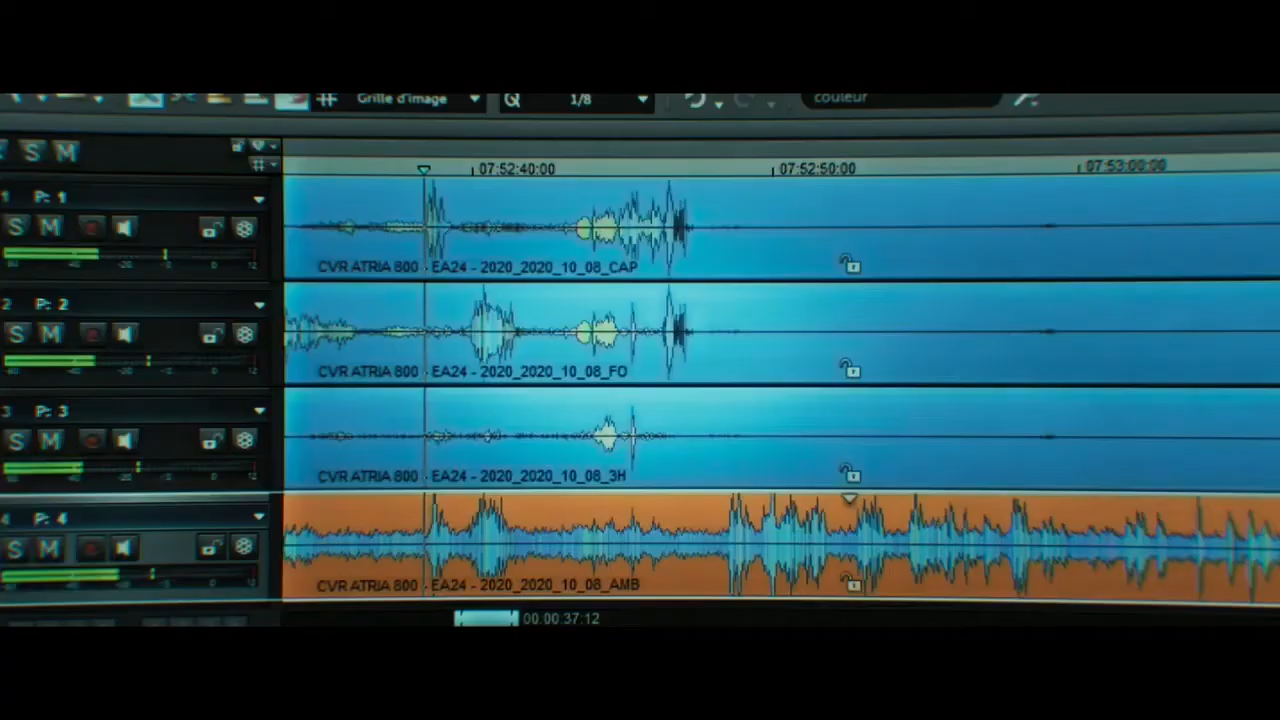 Grille d'image Q 1/8 couleur
S M
07:52:40:00 07:52:50:00 07:53:00:00
1 P: 1
S M
CVR ATRIA 800 - EA24 - 2020_2020_10_08_CAP
2 P: 2
S M
CVR ATRIA 800 - EA24 - 2020_2020_10_08_FO
3 P: 3
S M
CVR ATRIA 800 - EA24 - 2020_2020_10_08_3H
4 P: 4
S M
CVR ATRIA 800 - EA24 - 2020_2020_10_08_AMB
00:00:37:12